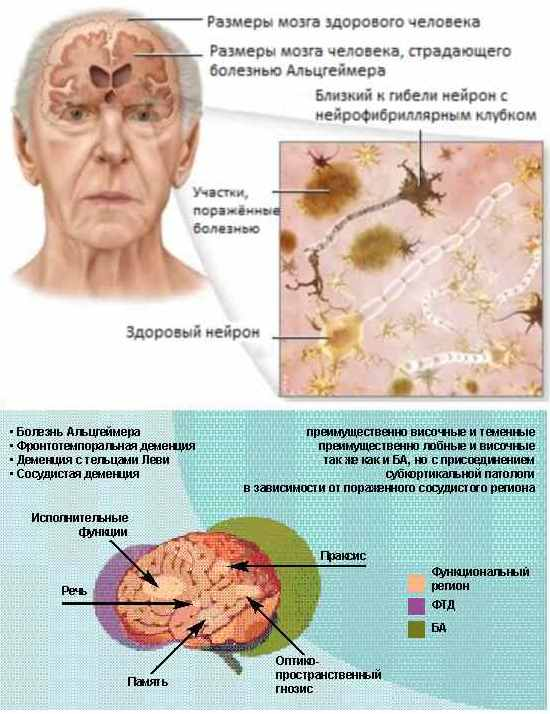 Размеры мозга здорового человека
Размеры мозга человека, страдающего
болезнью Альцгеймера
Близкий к гибели нейрон с
нейрофибриллярным клубком
Участки,
поражённые
болезнью
Здоровый нейрон
• Болезнь Альцгеймера
• Фронтотемпоральная деменция
• Деменция с тельцами Леви
• Сосудистая деменция
преимущественно височные и теменные
преимущественно лобные и височные
так же как и БА, но с присоединением
субкортикальной патологи
в зависимости от пораженного сосудистого региона
Исполнительные
функции
Праксис
Речь
Функциональный
регион
ФТД
БА
Память
Оптико-
пространственный
гнозис